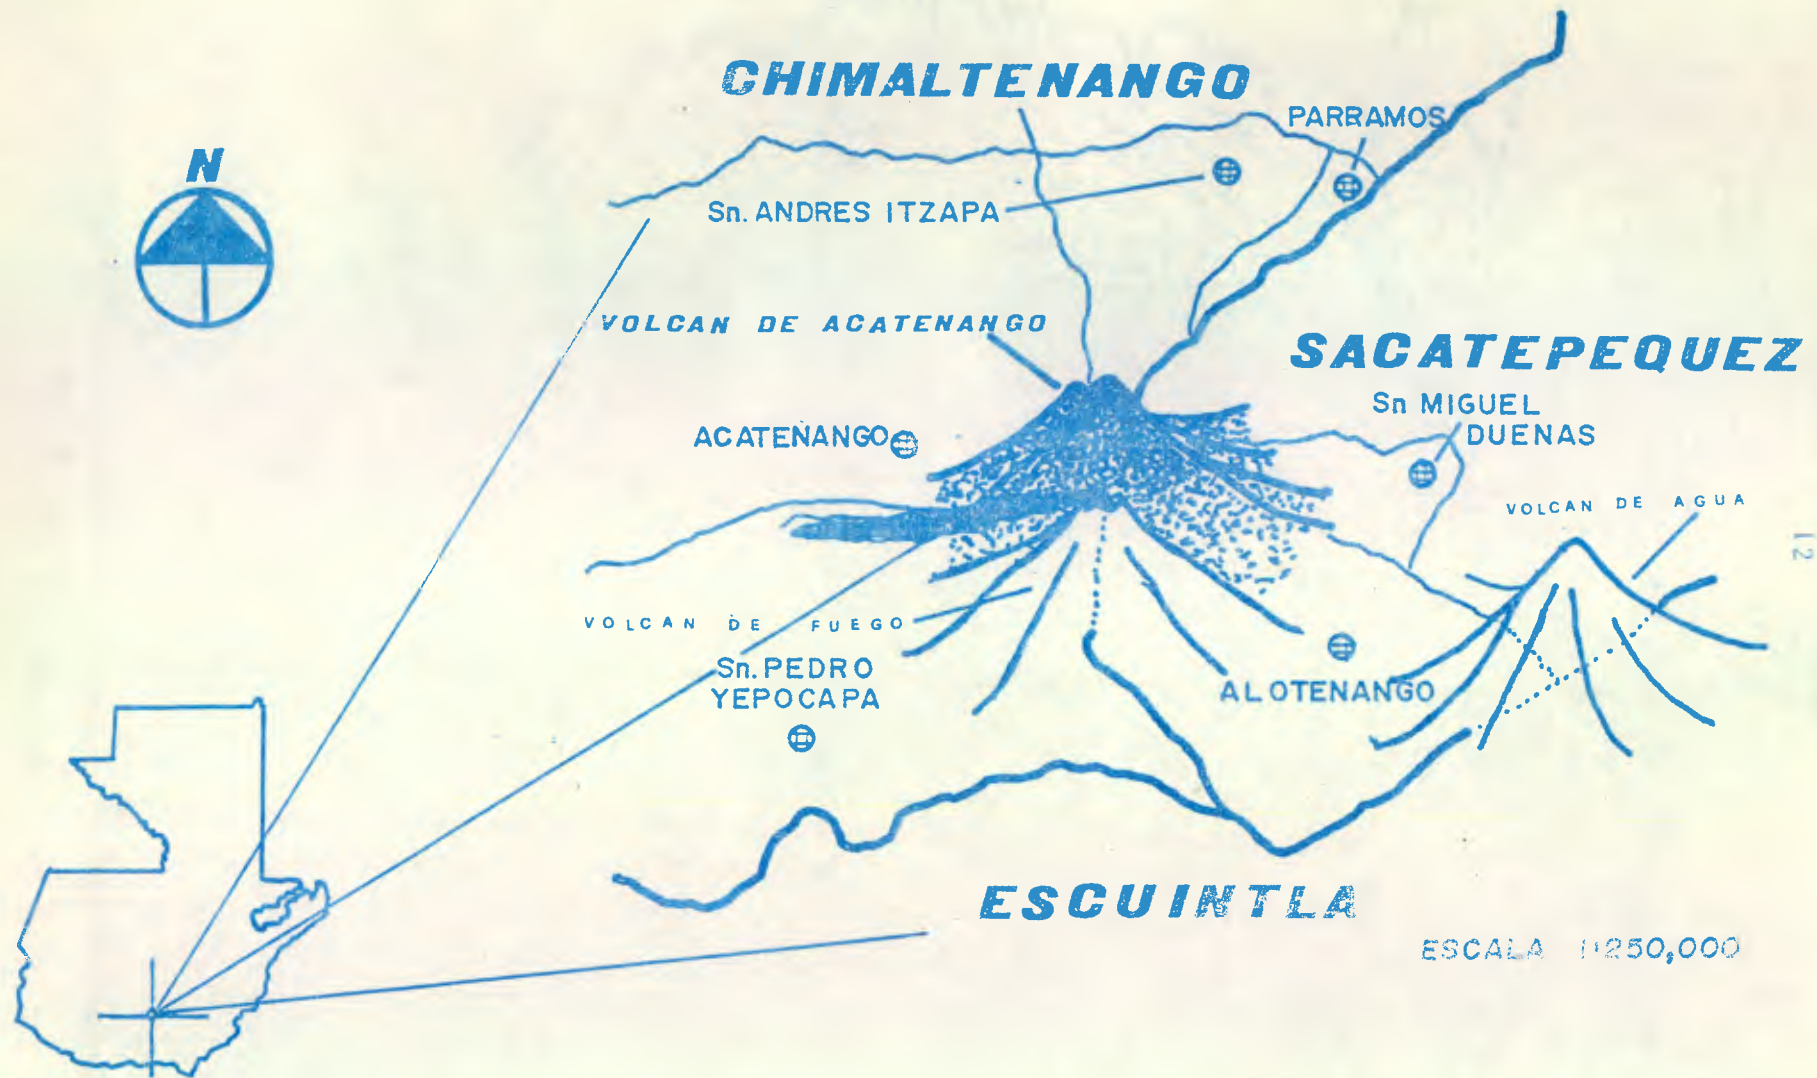 CHIMALTENANGO
PARRAMOS
N
Sn. ANDRES ITZAPA
VOLCAN DE ACATENANGO
SACATEPEQUEZ
Sn MIGUEL
DUENAS
ACATENANGO
VOLCAN DE AGUA
12
VOLCAN DE FUEGO
Sn. PEDRO
YEPOCAPA
ALOTENANGO
ESCUINTLA
ESCALA 1:250,000